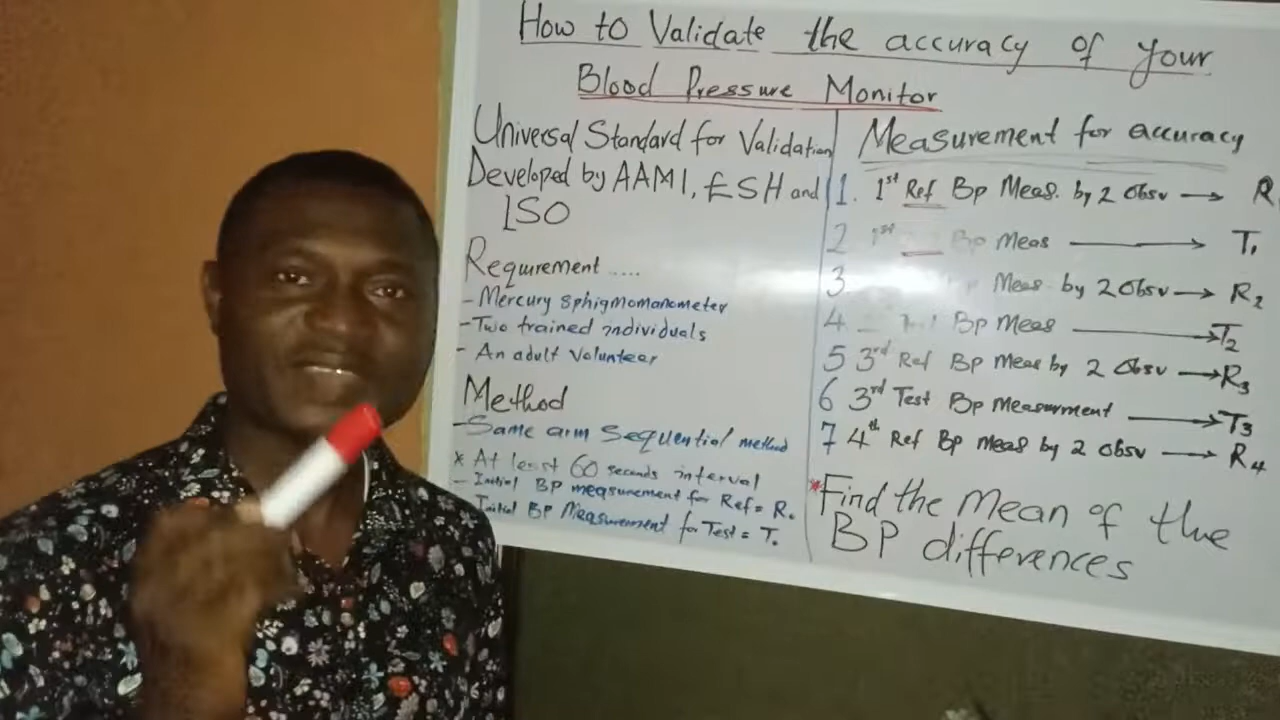 How to Validate the accuracy of your
Blood Pressure Monitor
Universal Standard for Validation
Developed by AAMI, ESH and
ISO
Requirement .....
- Mercury sphigmomanometer
- Two trained individuals
- An adult Volunteer
Method
- Same arm Sequential method
* At least 60 seconds interval
- Initial BP measurement for Ref = R₀
Initial BP Measurement for Test = T₀
Measurement for accuracy
1. 1st Ref Bp Meas. by 2 Obsv → R
2 1st Bp Meas → T₁
3 Meas. by 2 Obsv → R₂
4 Bp Meas → T₂
5 3rd Ref Bp Meas by 2 Obsv → R₃
6 3rd Test Bp Measurment → T₃
7 4th Ref Bp Meas by 2 obsv → R₄
*Find the Mean of the
BP differences